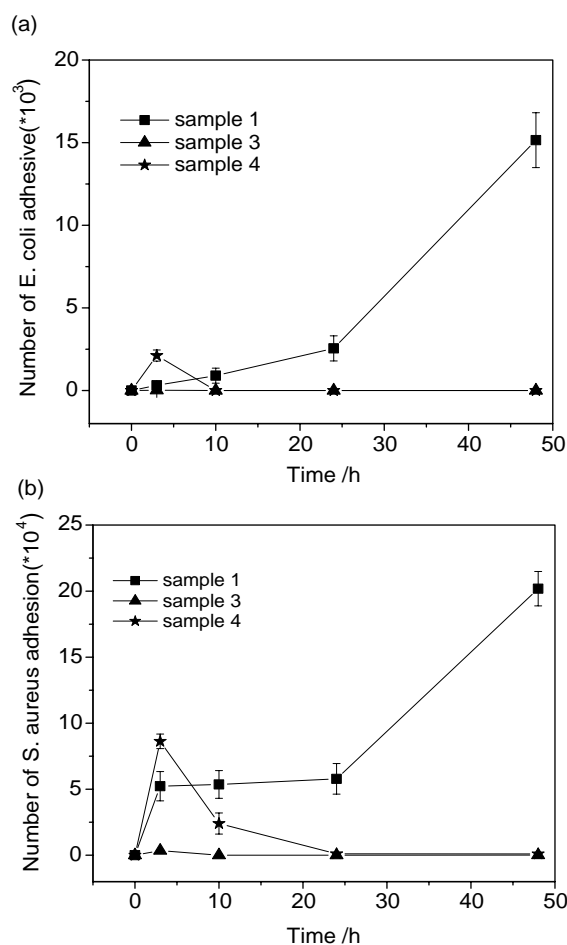 (a)
20
15
10
5
0
Number of E. coli adhesive(*10³)
sample 1
sample 3
sample 4
0 10 20 30 40 50
Time /h
(b)
25
20
15
10
5
0
Number of S. aureus adhesion(*10⁴)
sample 1
sample 3
sample 4
0 10 20 30 40 50
Time /h